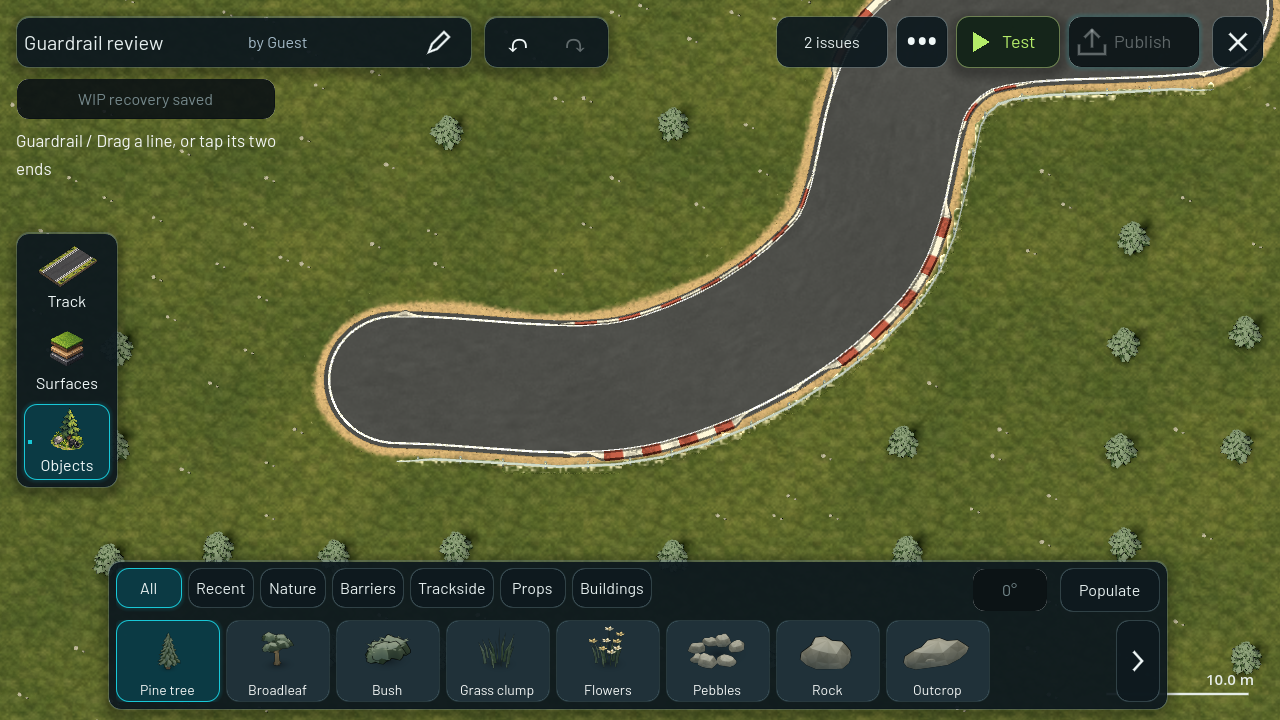 Guardrail review by Guest
2 issues ••• Test Publish
WIP recovery saved
Guardrail / Drag a line, or tap its two
ends
Track
Surfaces
Objects
All Recent Nature Barriers Trackside Props Buildings 0° Populate
Pine tree Broadleaf Bush Grass clump Flowers Pebbles Rock Outcrop
10.0 m